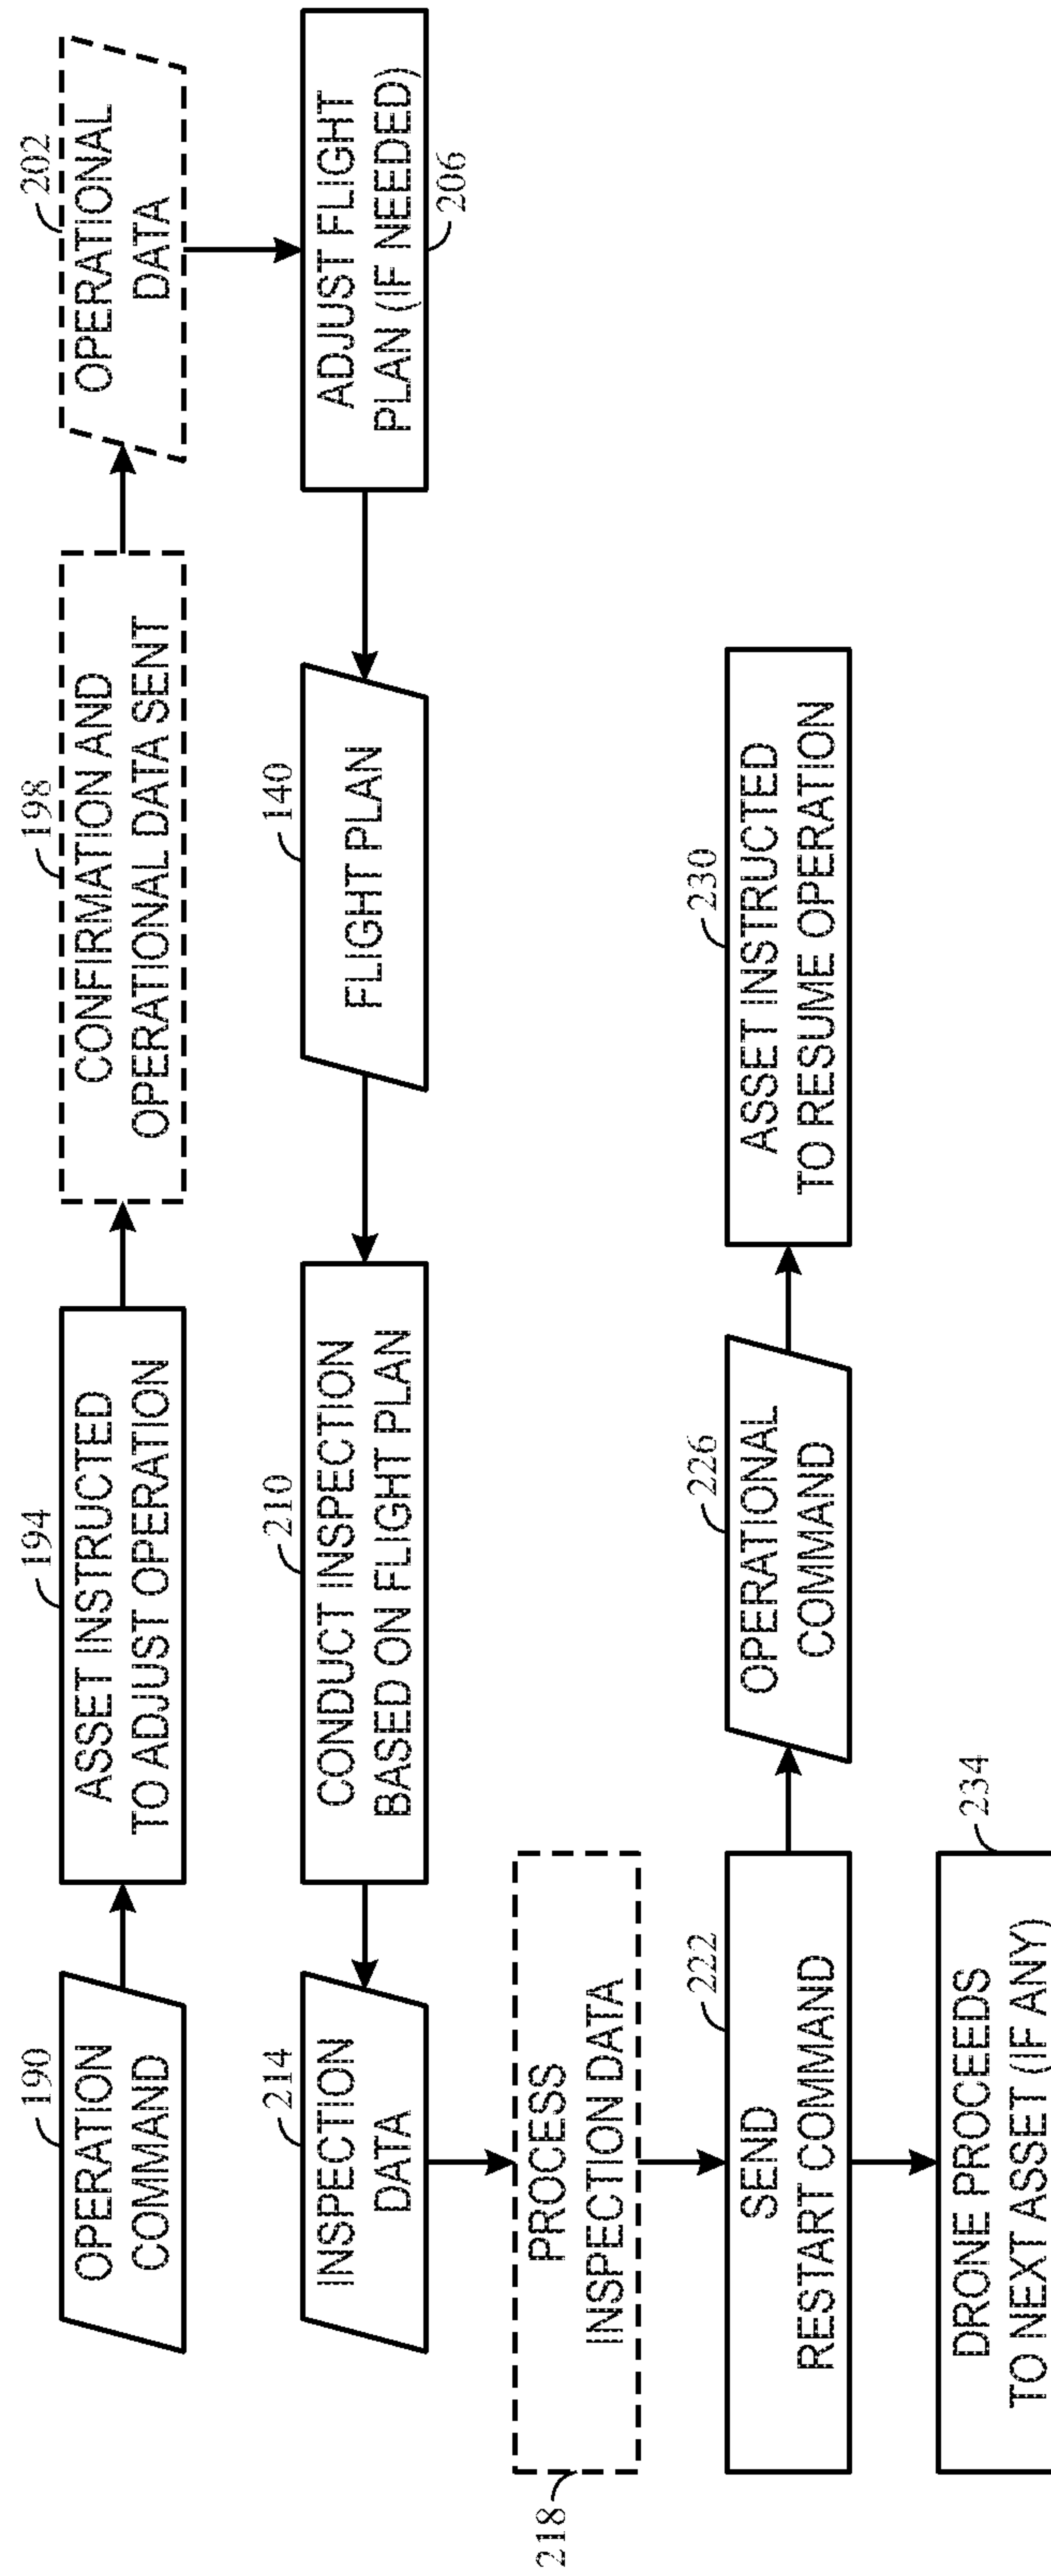 190
OPERATION
COMMAND
194
ASSET INSTRUCTED
TO ADJUST OPERATION
198
CONFIRMATION AND
OPERATIONAL DATA SENT
202
OPERATIONAL
DATA
214
INSPECTION
DATA
210
CONDUCT INSPECTION
BASED ON FLIGHT PLAN
140
FLIGHT PLAN
ADJUST FLIGHT
PLAN (IF NEEDED)
206
218
PROCESS
INSPECTION DATA
222
SEND
RESTART COMMAND
226
OPERATIONAL
COMMAND
230
ASSET INSTRUCTED
TO RESUME OPERATION
234
DRONE PROCEEDS
TO NEXT ASSET (IF ANY)